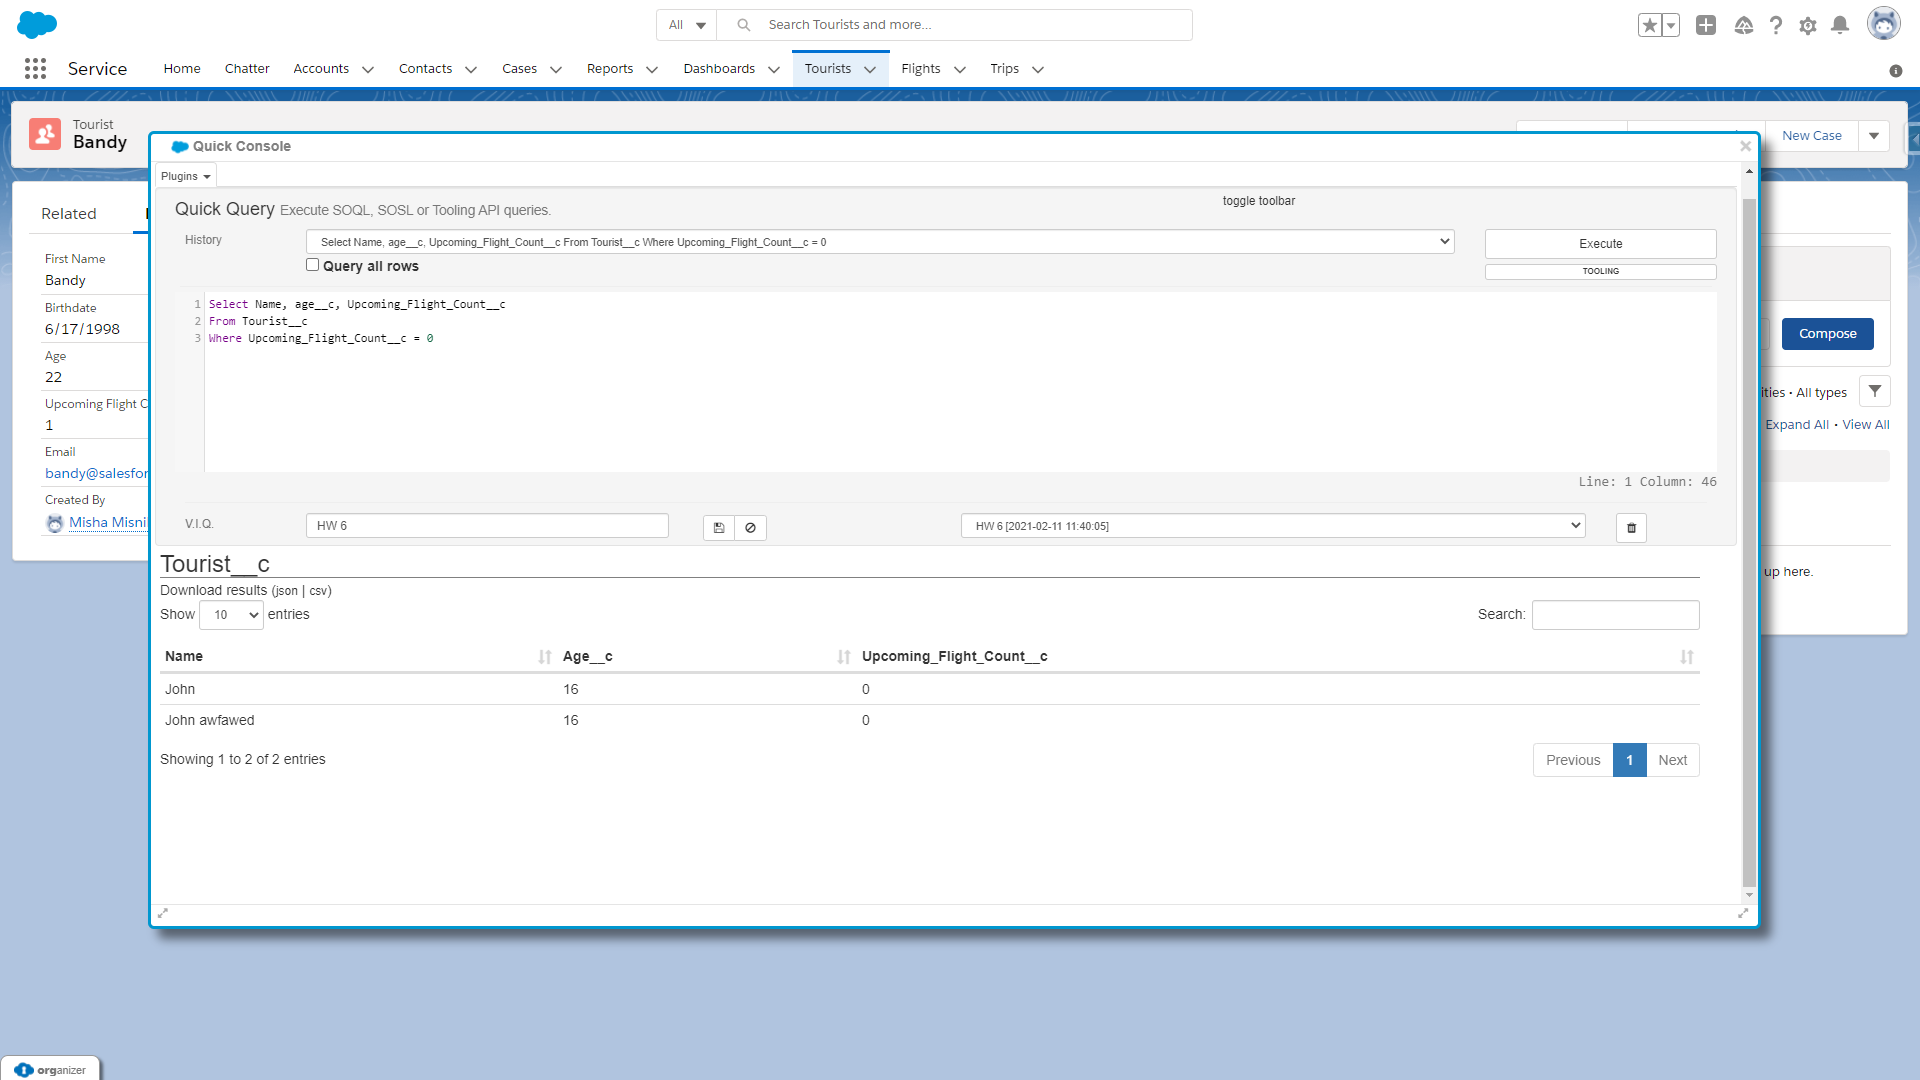 All
Search Tourists and more...
Service
Home
Chatter
Accounts
Contacts
Cases
Reports
Dashboards
Tourists
Flights
Trips
Tourist
Bandy
New Case
Quick Console
Plugins
Related
Quick Query Execute SOQL, SOSL or Tooling API queries.
toggle toolbar
History
Select Name, age__c, Upcoming_Flight_Count__c From Tourist__c Where Upcoming_Flight_Count__c = 0
Execute
Query all rows
TOOLING
First Name
Bandy
Birthdate
6/17/1998
Age
22
Upcoming Flight C
1
Email
bandy@salesfor
Created By
Misha Misni
1 Select Name, age__c, Upcoming_Flight_Count__c
2 From Tourist__c
3 Where Upcoming_Flight_Count__c = 0
Compose
ities • All types
Expand All • View All
Line: 1 Column: 46
V.I.Q.
HW 6
HW 6 [2021-02-11 11:40:05]
Tourist__c
up here.
Download results (json | csv)
Show 10 entries
Search:
Name Age__c Upcoming_Flight_Count__c
John 16 0
John awfawed 16 0
Showing 1 to 2 of 2 entries
Previous 1 Next
organizer